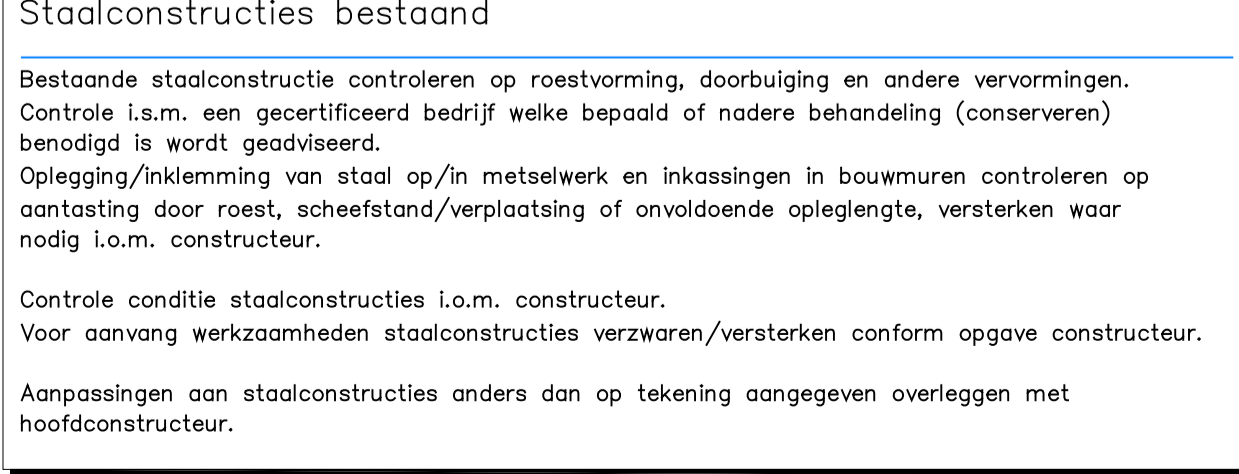 Staalconstructies bestaand
Bestaande staalconstructie controleren op roestvorming, doorbuiging en andere vervormingen.
Controle i.s.m. een gecertificeerd bedrijf welke bepaald of nadere behandeling (conserveren)
benodigd is wordt geadviseerd.
Oplegging/inklemming van staal op/in metselwerk en inkassingen in bouwmuren controleren op
aantasting door roest, scheefstand/verplaatsing of onvoldoende opleglengte, versterken waar
nodig i.o.m. constructeur.
Controle conditie staalconstructies i.o.m. constructeur.
Voor aanvang werkzaamheden staalconstructies verzwaren/versterken conform opgave constructeur.
Aanpassingen aan staalconstructies anders dan op tekening aangegeven overleggen met
hoofdconstructeur.